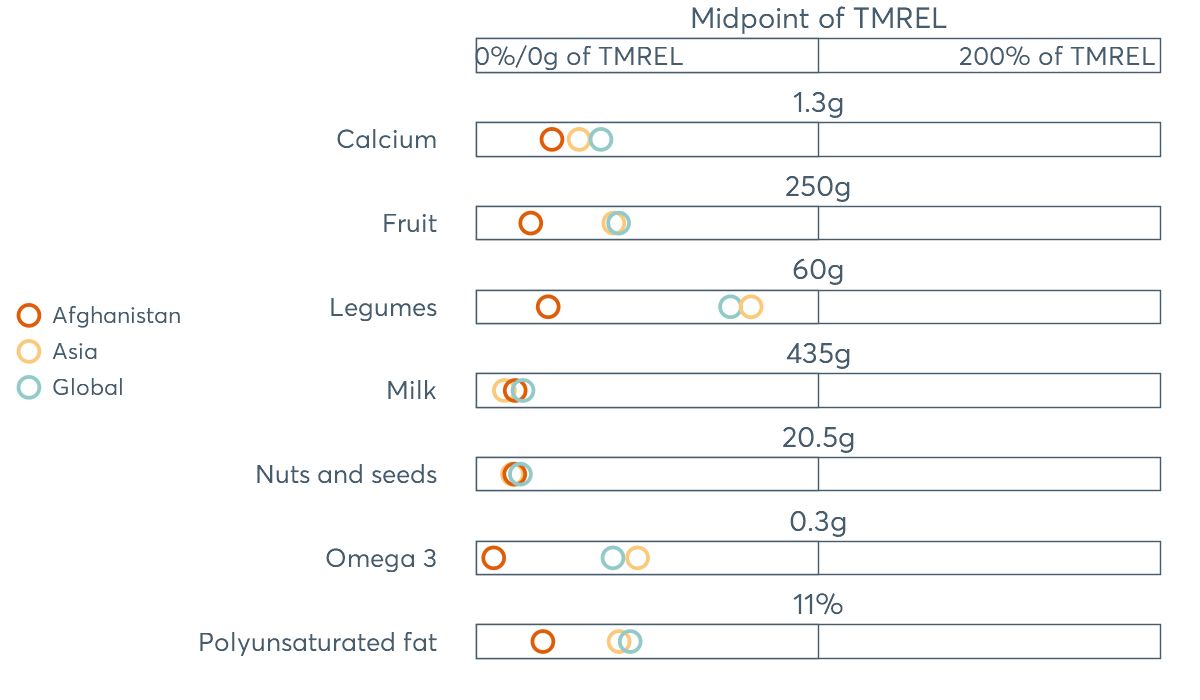 Midpoint of TMREL
0%/0g of TMREL
200% of TMREL
1.3g
Calcium
250g
Fruit
60g
Legumes
435g
Milk
20.5g
Nuts and seeds
0.3g
Omega 3
11%
Polyunsaturated fat
Afghanistan
Asia
Global